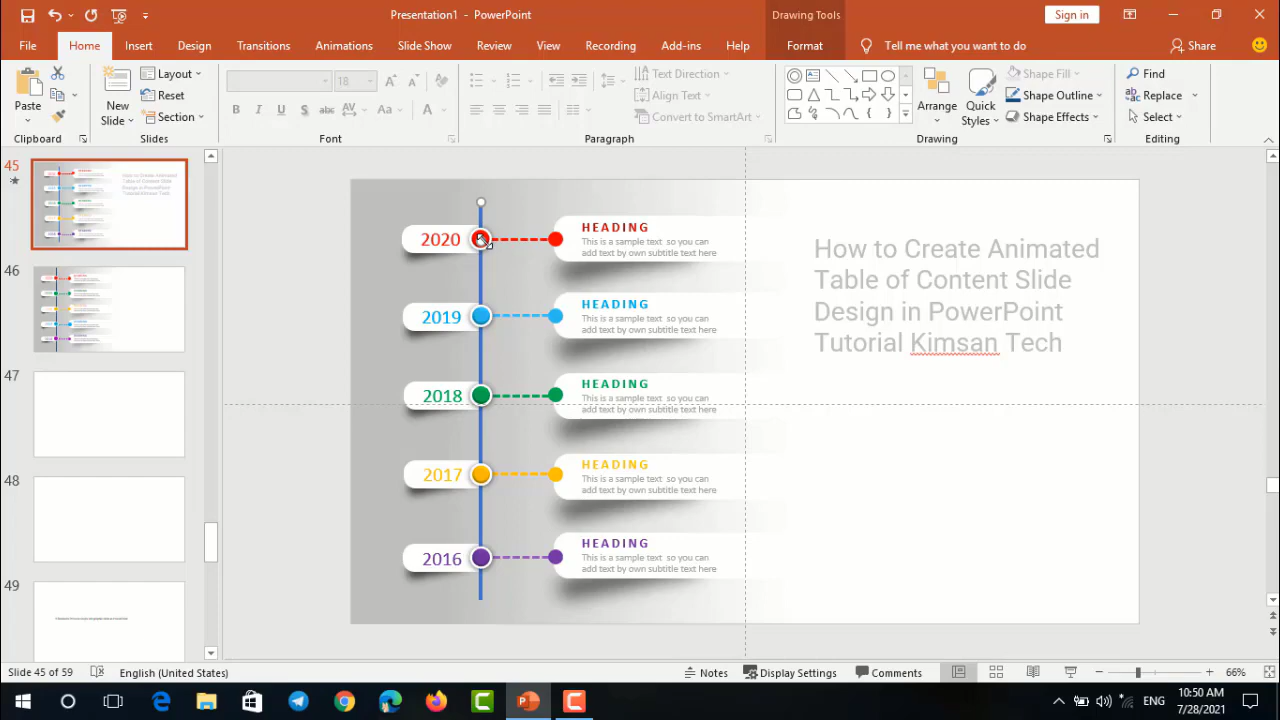 Presentation1 - PowerPoint
Drawing Tools
Sign in
File
Home
Insert
Design
Transitions
Animations
Slide Show
Review
View
Recording
Add-ins
Help
Format
Tell me what you want to do
Share
Paste
New
Slide
Layout
Reset
Section
18
B
I
U
S
abc
AV
Aa
A
Text Direction
Align Text
Convert to SmartArt
Arrange
Quick
Styles
Shape Fill
Shape Outline
Shape Effects
Find
Replace
Select
Clipboard
Slides
Font
Paragraph
Drawing
Editing
45
46
47
48
49
2020
HEADING
This is a sample text so you can
add text by own subtitle text here
2019
HEADING
This is a sample text so you can
add text by own subtitle text here
2018
HEADING
This is a sample text so you can
add text by own subtitle text here
2017
HEADING
This is a sample text so you can
add text by own subtitle text here
2016
HEADING
This is a sample text so you can
add text by own subtitle text here
How to Create Animated
Table of Content Slide
Design in PowerPoint
Tutorial Kimsan Tech
Slide 45 of 59
English (United States)
Notes
Display Settings
Comments
66%
ENG
10:50 AM
7/28/2021